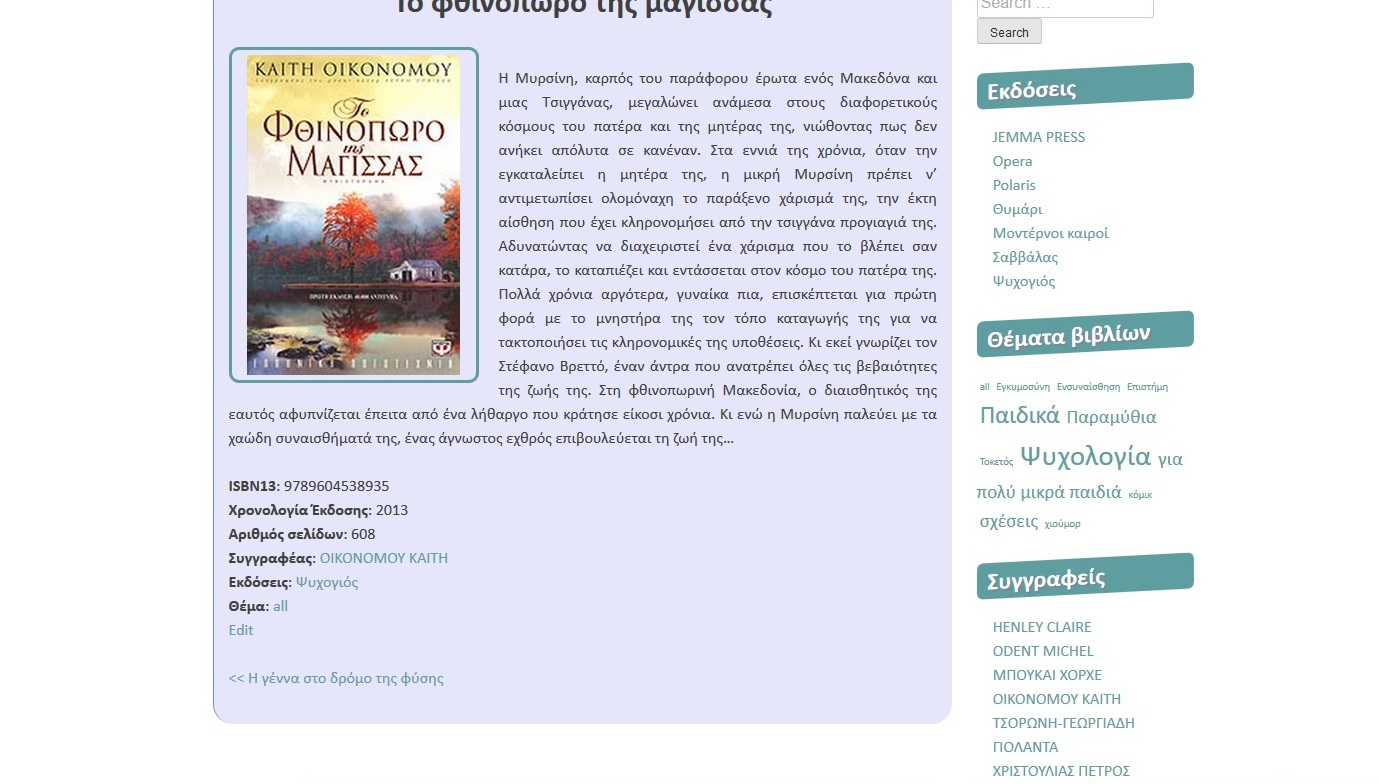 Το φθινόπωρο της μάγισσας
ΚΑΙΤΗ ΟΙΚΟΝΟΜΟΥ
Το
ΦΘΙΝΟΠΩΡΟ
της
ΜΑΓΙΣΣΑΣ
ΜΥΘΙΣΤΟΡΗΜΑ
ΠΡΩΤΗ ΕΚΔΟΣΗ: 40.000 ΑΝΤΙΤΥΠΑ
Η Μυρσίνη, καρπός του παράφορου έρωτα ενός Μακεδόνα και
μιας Τσιγγάνας, μεγαλώνει ανάμεσα στους διαφορετικούς
κόσμους του πατέρα και της μητέρας της, νιώθοντας πως δεν
ανήκει απόλυτα σε κανέναν. Στα εννιά της χρόνια, όταν την
εγκαταλείπει η μητέρα της, η μικρή Μυρσίνη πρέπει ν’
αντιμετωπίσει ολομόναχη το παράξενο χάρισμά της, την έκτη
αίσθηση που έχει κληρονομήσει από την τσιγγάνα προγιαγιά της.
Αδυνατώντας να διαχειριστεί ένα χάρισμα που το βλέπει σαν
κατάρα, το καταπιέζει και εντάσσεται στον κόσμο του πατέρα της.
Πολλά χρόνια αργότερα, γυναίκα πια, επισκέπτεται για πρώτη
φορά με το μνηστήρα της τον τόπο καταγωγής της για να
τακτοποιήσει τις κληρονομικές της υποθέσεις. Κι εκεί γνωρίζει τον
Στέφανο Βρεττό, έναν άντρα που ανατρέπει όλες τις βεβαιότητες
της ζωής της. Στη φθινοπωρινή Μακεδονία, ο διαισθητικός της
εαυτός αφυπνίζεται έπειτα από ένα λήθαργο που κράτησε είκοσι χρόνια. Κι ενώ η Μυρσίνη παλεύει με τα
χαώδη συναισθήματά της, ένας άγνωστος εχθρός επιβουλεύεται τη ζωή της…
ISBN13: 9789604538935
Χρονολογία Έκδοσης: 2013
Αριθμός σελίδων: 608
Συγγραφέας: ΟΙΚΟΝΟΜΟΥ ΚΑΙΤΗ
Εκδόσεις: Ψυχογιός
Θέμα: all
Edit
<< Η γέννα στο δρόμο της φύσης
Search …
Search
Εκδόσεις
JEMMA PRESS
Opera
Polaris
Θυμάρι
Μοντέρνοι καιροί
Σαββάλας
Ψυχογιός
Θέματα βιβλίων
all Εγκυμοσύνη Ενσυναίσθηση Επιστήμη
Παιδικά Παραμύθια
Τοκετός Ψυχολογία για
πολύ μικρά παιδιά κόμικ
σχέσεις χιούμορ
Συγγραφείς
HENLEY CLAIRE
ODENT MICHEL
ΜΠΟΥΚΑΙ ΧΟΡΧΕ
ΟΙΚΟΝΟΜΟΥ ΚΑΙΤΗ
ΤΣΟΡΩΝΗ-ΓΕΩΡΓΙΑΔΗ
ΓΙΟΛΑΝΤΑ
ΧΡΙΣΤΟΥΛΙΑΣ ΠΕΤΡΟΣ